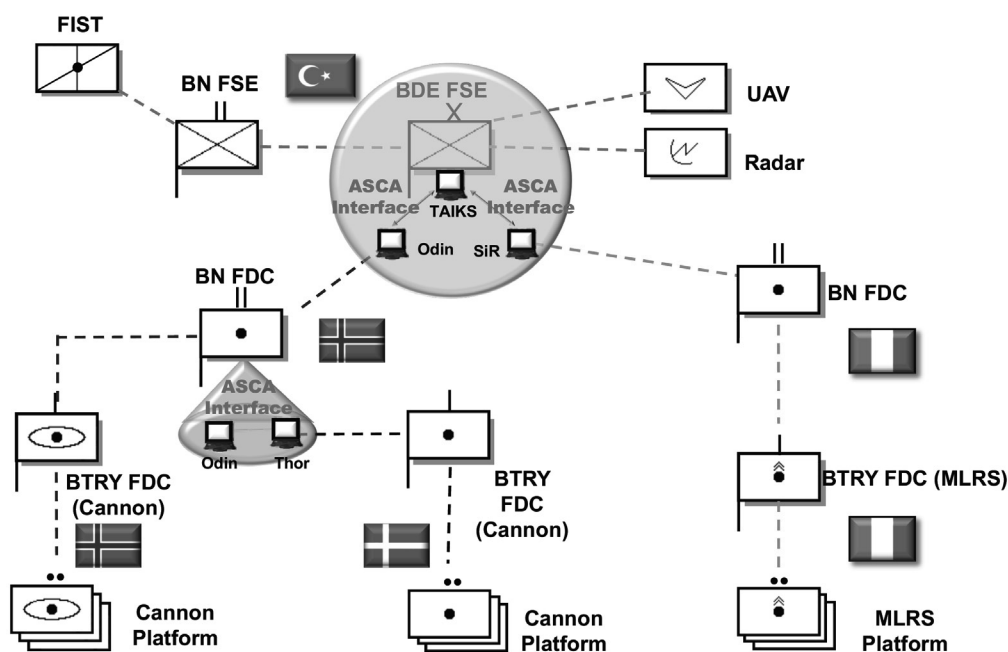 FIST
BN FSE
BDE FSE
UAV
Radar
ASCA
Interface
ASCA
Interface
TAIKS
Odin
SiR
BN FDC
BN FDC
ASCA
Interface
Odin
Thor
BTRY FDC
(Cannon)
BTRY
FDC
(Cannon)
BTRY FDC (MLRS)
Cannon
Platform
Cannon
Platform
MLRS
Platform